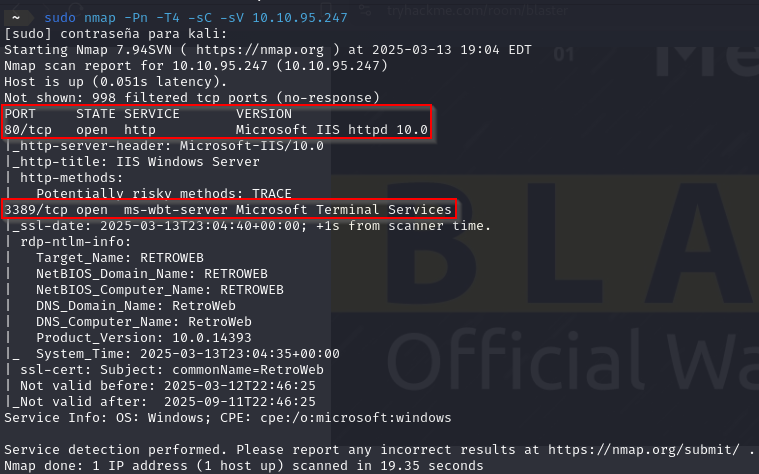 ~ sudo nmap -Pn -T4 -sC -sV 10.10.95.247
[sudo] contraseña para kali:
Starting Nmap 7.94SVN ( https://nmap.org ) at 2025-03-13 19:04 EDT
Nmap scan report for 10.10.95.247 (10.10.95.247)
Host is up (0.051s latency).
Not shown: 998 filtered tcp ports (no-response)
PORT     STATE SERVICE       VERSION
80/tcp   open  http          Microsoft IIS httpd 10.0
|_http-server-header: Microsoft-IIS/10.0
|_http-title: IIS Windows Server
| http-methods:
|   Potentially risky methods: TRACE
3389/tcp open  ms-wbt-server Microsoft Terminal Services
|_ssl-date: 2025-03-13T23:04:40+00:00; +1s from scanner time.
| rdp-ntlm-info:
|   Target_Name: RETROWEB
|   NetBIOS_Domain_Name: RETROWEB
|   NetBIOS_Computer_Name: RETROWEB
|   DNS_Domain_Name: RetroWeb
|   DNS_Computer_Name: RetroWeb
|   Product_Version: 10.0.14393
|_  System_Time: 2025-03-13T23:04:35+00:00
| ssl-cert: Subject: commonName=RetroWeb
| Not valid before: 2025-03-12T22:46:25
|_Not valid after:  2025-09-11T22:46:25
Service Info: OS: Windows; CPE: cpe:/o:microsoft:windows
Service detection performed. Please report any incorrect results at https://nmap.org/submit/ .
Nmap done: 1 IP address (1 host up) scanned in 19.35 seconds
tryhackme.com/room/blaster
01
Me
BLA
Official Wa